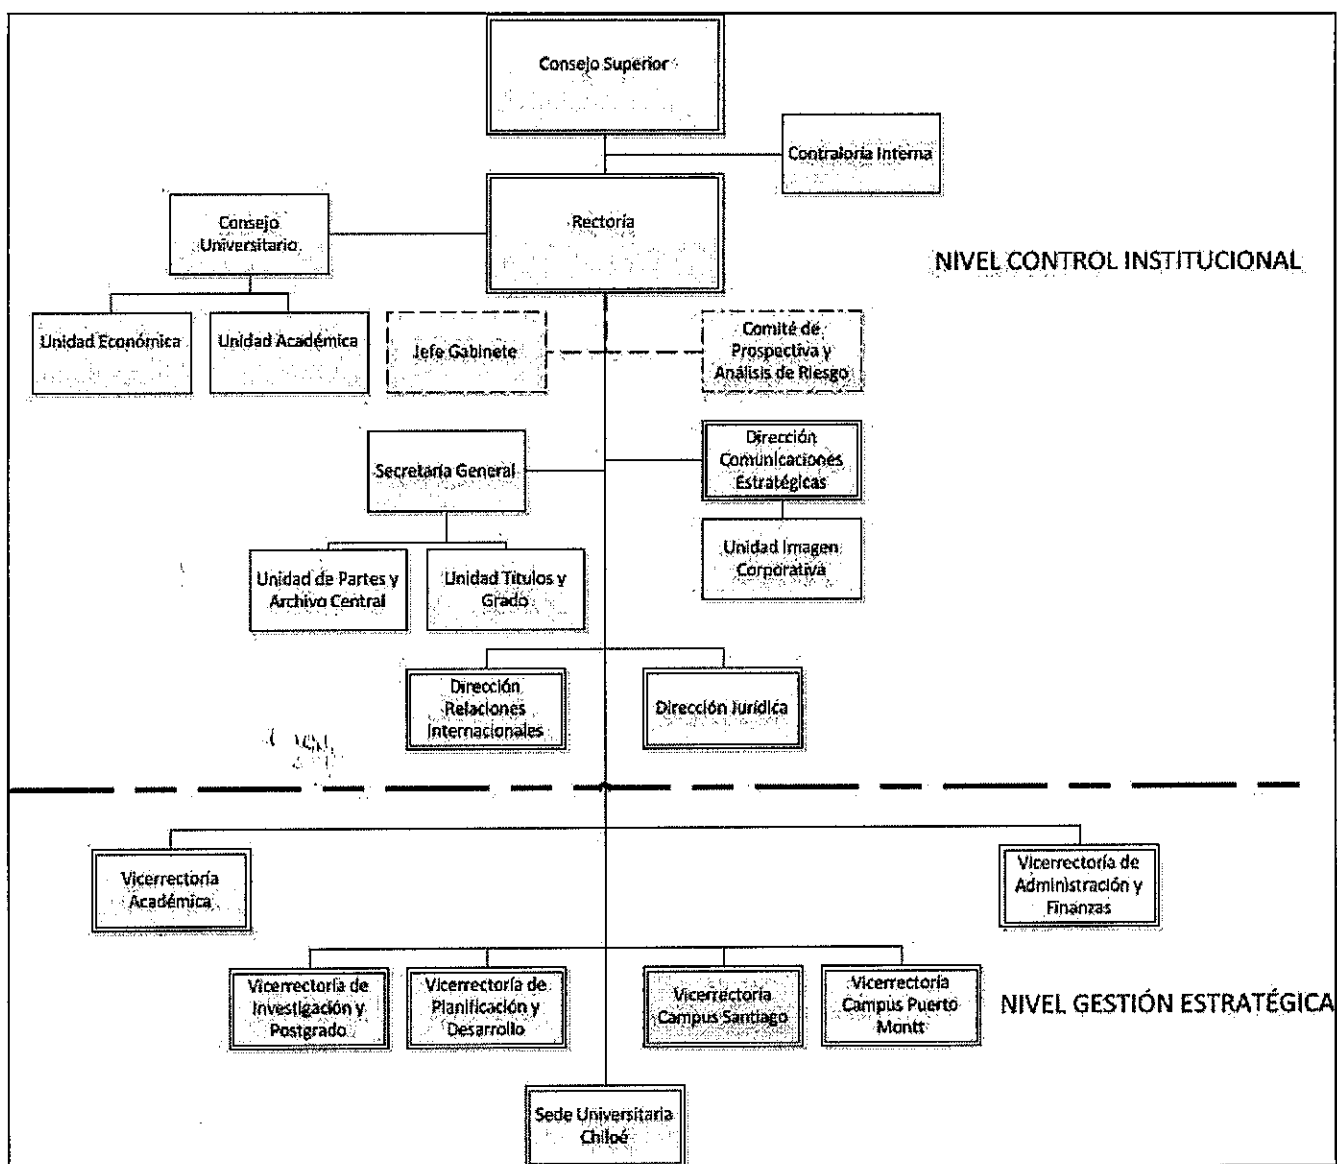 Consejo Superior
Contraloría Interna
Consejo
Universitario
Rectoría
NIVEL CONTROL INSTITUCIONAL
Unidad Económica
Unidad Académica
Jefe Gabinete
Comité de
Prospectiva y
Análisis de Riesgo
Secretaría General
Dirección
Comunicaciones
Estratégicas
Unidad Imagen
Corporativa
Unidad de Partes y
Archivo Central
Unidad Títulos y
Grado
Dirección
Relaciones
Internacionales
Dirección Jurídica
Vicerrectoría
Académica
Vicerrectoría de
Administración y
Finanzas
Vicerrectoría de
Investigación y
Postgrado
Vicerrectoría de
Planificación y
Desarrollo
Vicerrectoría
Campus Santiago
Vicerrectoría
Campus Puerto
Montt
NIVEL GESTIÓN ESTRATÉGICA
Sede Universitaria
Chiloé